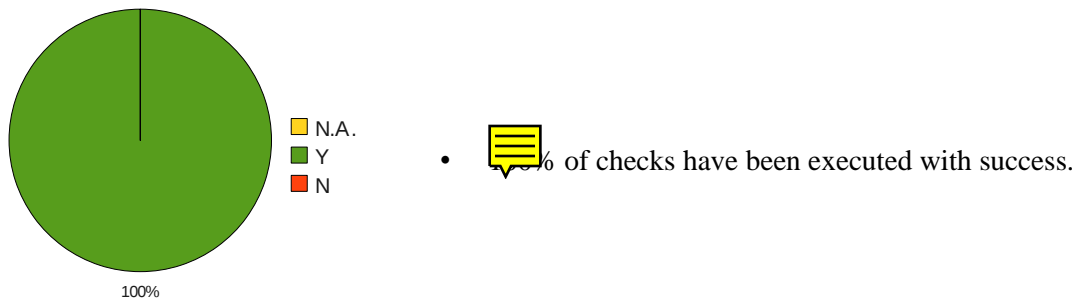 N.A.
Y
N
100%
• % of checks have been executed with success.